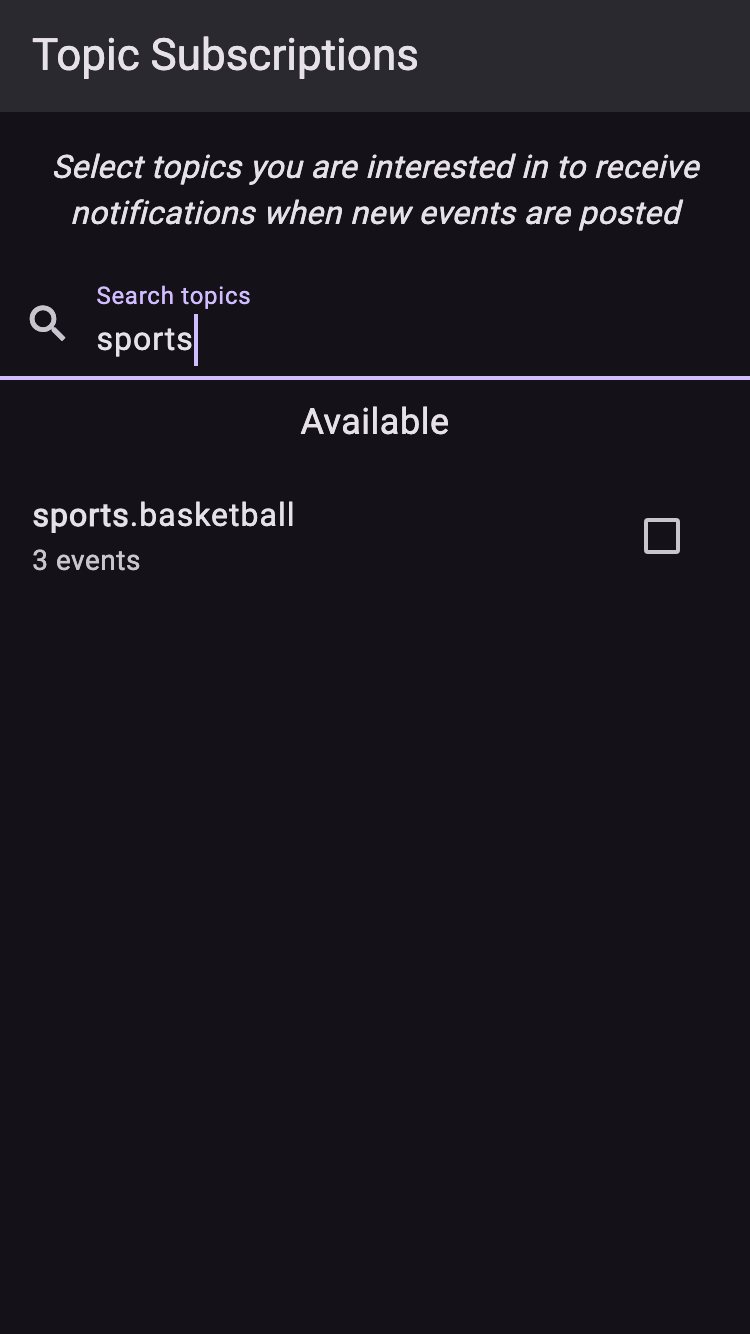 Topic Subscriptions
Select topics you are interested in to receive
notifications when new events are posted
Search topics
sports
Available
sports.basketball
3 events